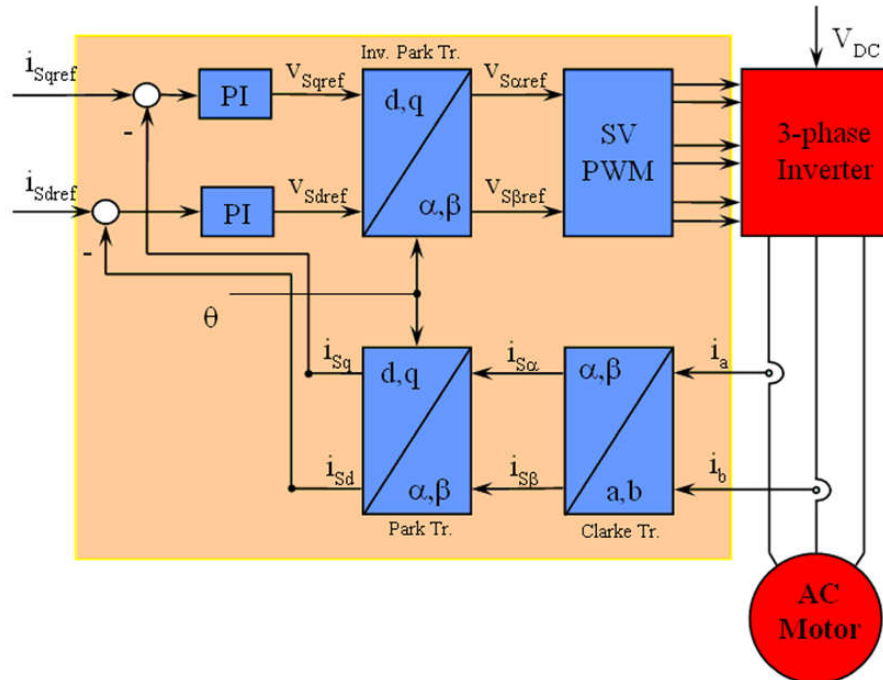 Inv. Park Tr.
V_DC
i_Sqref
PI
v_Sqref
d,q
v_Sαref
SV
PWM
3-phase
Inverter
-
i_Sdref
PI
v_Sdref
α,β
v_Sβref
-
θ
i_Sq
d,q
i_Sα
α,β
i_a
i_Sd
α,β
i_Sβ
a,b
i_b
Park Tr.
Clarke Tr.
AC
Motor